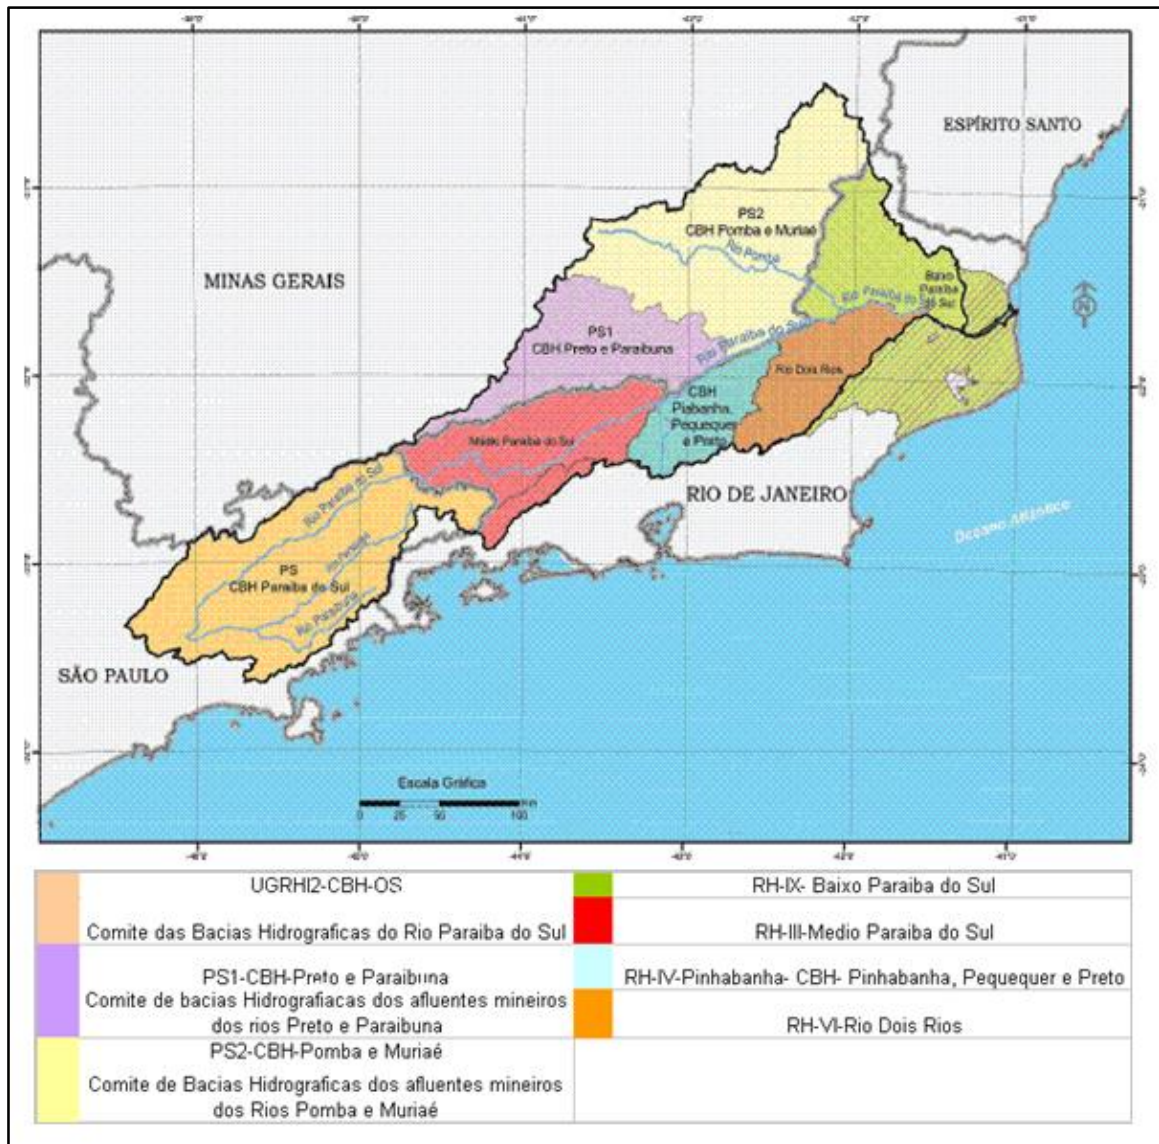 ESPÍRITO SANTO
MINAS GERAIS
PS2
CBH Pomba e Muriaé
Rio Pomba
Baixo
Paraíba
do Sul
Rio Paraíba do Sul
PS1
CBH Preto e Paraibuna
Rio Paraíba do Sul
Rio Dois Rios
CBH
Piabanha,
Pequequer
e Preto
Médio Paraíba do Sul
RIO DE JANEIRO
Rio Paraíba do Sul
Oceano Atlântico
PS
CBH Paraíba do Sul
Rio Paraibuna
SÃO PAULO
Escala Gráfica
0 25 50 100
N
UGRHI2-CBH-OS
Comite das Bacias Hidrograficas do Rio Paraiba do Sul
PS1-CBH-Preto e Paraibuna
Comite de bacias Hidrografiacas dos afluentes mineiros
dos rios Preto e Paraibuna
PS2-CBH-Pomba e Muriaé
Comite de Bacias Hidrograficas dos afluentes mineiros
dos Rios Pomba e Muriaé
RH-IX- Baixo Paraiba do Sul
RH-III-Medio Paraiba do Sul
RH-IV-Pinhabanha- CBH- Pinhabanha, Pequequer e Preto
RH-VI-Rio Dois Rios